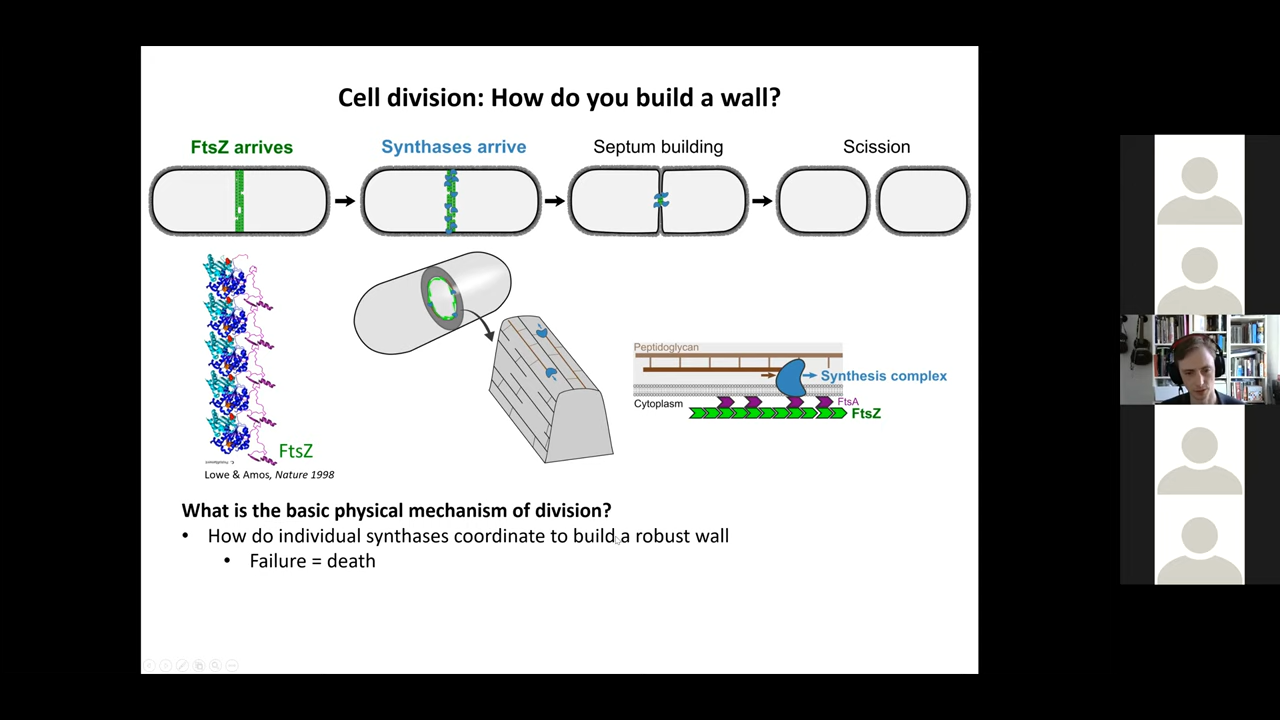 Cell division: How do you build a wall?
FtsZ arrives
Synthases arrive
Septum building
Scission
Peptidoglycan
Synthesis complex
Cytoplasm
FtsA
FtsZ
FtsZ
Lowe & Amos, Nature 1998
What is the basic physical mechanism of division?
• How do individual synthases coordinate to build a robust wall
• Failure = death